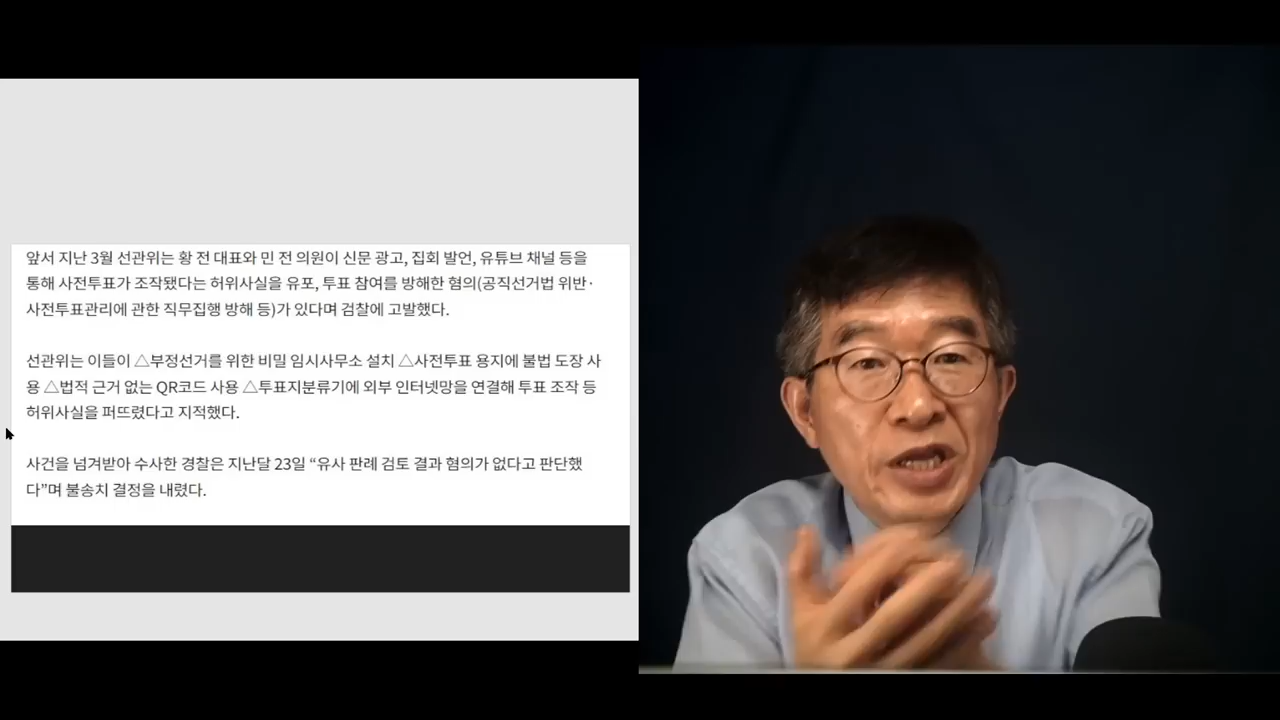 앞서 지난 3월 선관위는 황 전 대표와 민 전 의원이 신문 광고, 집회 발언, 유튜브 채널 등을
통해 사전투표가 조작됐다는 허위사실을 유포, 투표 참여를 방해한 혐의(공직선거법 위반·
사전투표관리에 관한 직무집행 방해 등)가 있다며 검찰에 고발했다.
선관위는 이들이 △부정선거를 위한 비밀 임시사무소 설치 △사전투표 용지에 불법 도장 사
용 △법적 근거 없는 QR코드 사용 △투표지분류기에 외부 인터넷망을 연결해 투표 조작 등
허위사실을 퍼뜨렸다고 지적했다.
사건을 넘겨받아 수사한 경찰은 지난달 23일 “유사 판례 검토 결과 혐의가 없다고 판단했
다”며 불송치 결정을 내렸다.